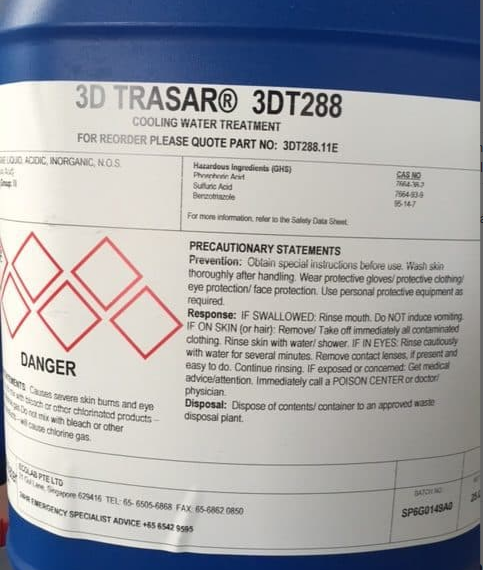 3D TRASAR® 3DT288
COOLING WATER TREATMENT
FOR REORDER PLEASE QUOTE PART NO: 3DT288.11E
LIQUID, ACIDIC, INORGANIC, N.O.S.
Group: III
Hazardous Ingredients (GHS)
CAS NO
Phosphoric Acid
7664-38-2
Sulfuric Acid
7664-93-9
Benzotriazole
95-14-7
For more information, refer to the Safety Data Sheet.
PRECAUTIONARY STATEMENTS
Prevention: Obtain special instructions before use. Wash skin
thoroughly after handling. Wear protective gloves/ protective clothing/
eye protection/ face protection. Use personal protective equipment as
required.
Response: IF SWALLOWED: Rinse mouth. Do NOT induce vomiting.
IF ON SKIN (or hair): Remove/ Take off immediately all contaminated
clothing. Rinse skin with water/ shower. IF IN EYES: Rinse cautiously
with water for several minutes. Remove contact lenses, if present and
easy to do. Continue rinsing. IF exposed or concerned: Get medical
advice/attention. Immediately call a POISON CENTER or doctor/
physician.
Disposal: Dispose of contents/ container to an approved waste
disposal plant.
DANGER
Causes severe skin burns and eye
with bleach or other chlorinated products –
Do not mix with bleach or other
will cause chlorine gas.
ECOLAB PTE LTD
Gul Lane, Singapore 629416 TEL: 65- 6505-6868 FAX: 65-6862 0850
24HR EMERGENCY SPECIALIST ADVICE +65 6542 9595
BATCH NO.
SP6G0149A0